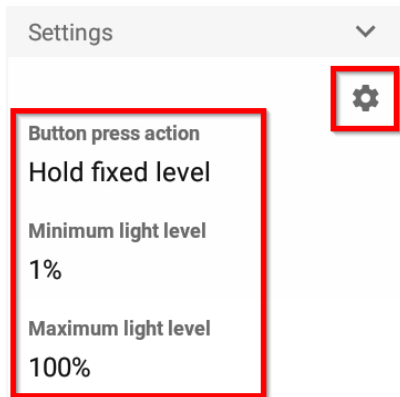 Settings
Button press action
Hold fixed level
Minimum light level
1%
Maximum light level
100%